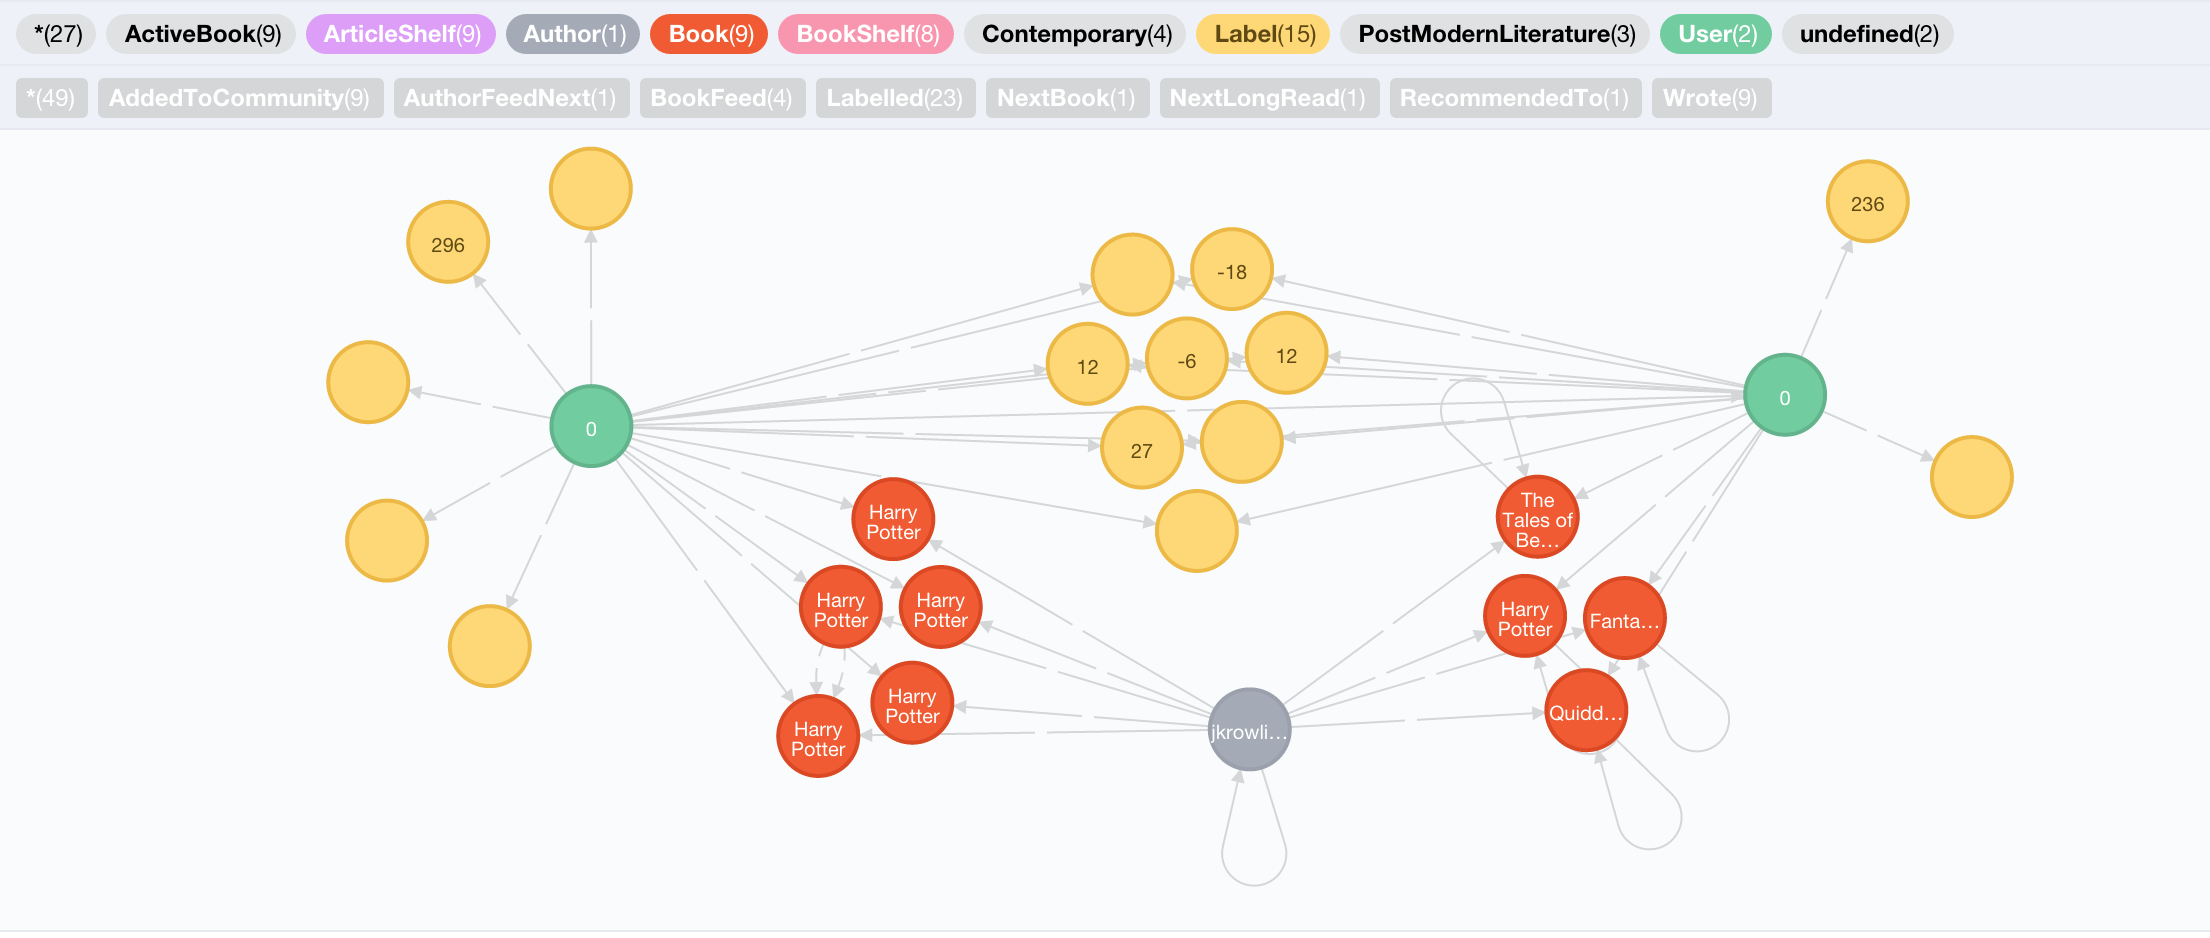 *(27) ActiveBook(9) ArticleShelf(9) Author(1) Book(9) BookShelf(8) Contemporary(4) Label(15) PostModernLiterature(3) User(2) undefined(2)
*(49) AddedToCommunity(9) AuthorFeedNext(1) BookFeed(4) Labelled(23) NextBook(1) NextLongRead(1) RecommendedTo(1) Wrote(9)
236
296
-18
12
-6
12
0
0
27
Harry
Potter
The
Tales of
Be...
Harry
Potter
Harry
Potter
Harry
Potter
Fanta...
Harry
Potter
Quidd...
Harry
Potter
jkrowli...